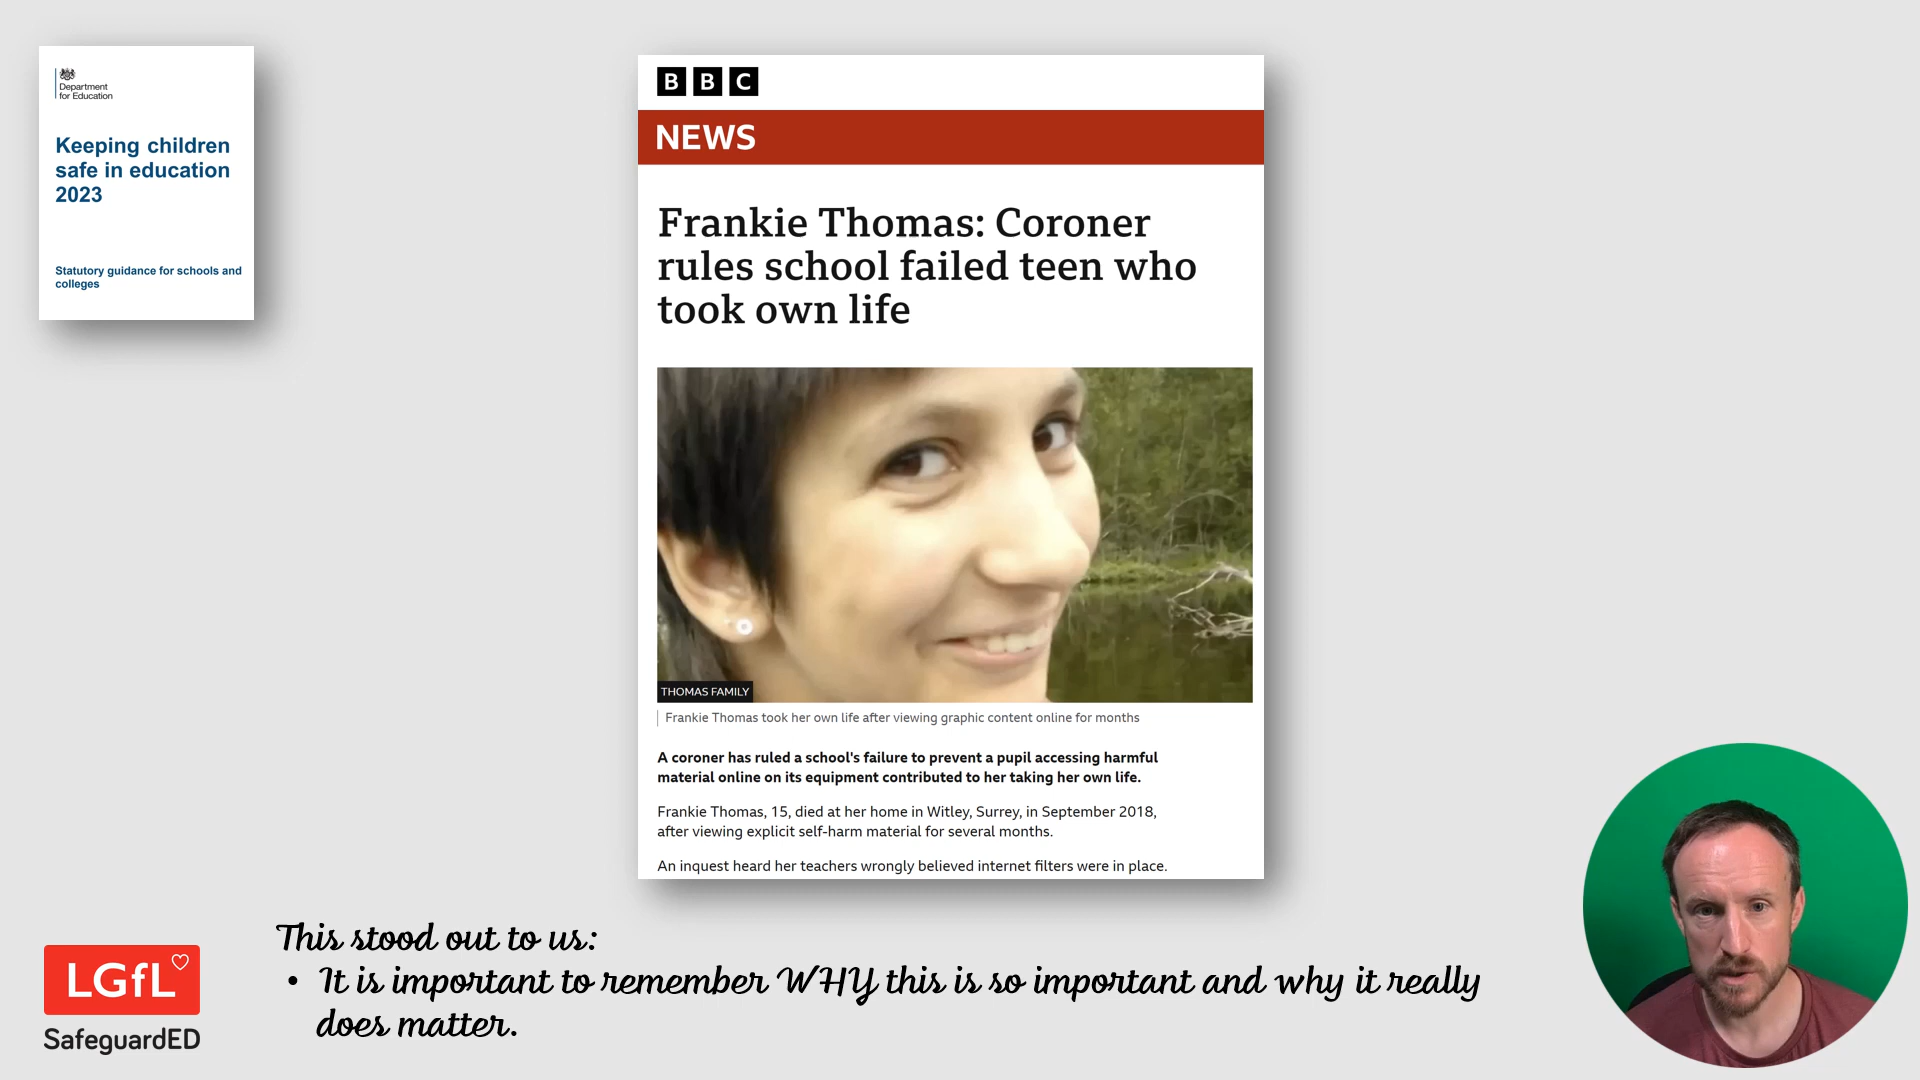 Department
for Education
Keeping children
safe in education
2023
Statutory guidance for schools and
colleges
BBC
NEWS
Frankie Thomas: Coroner
rules school failed teen who
took own life
THOMAS FAMILY
Frankie Thomas took her own life after viewing graphic content online for months
A coroner has ruled a school's failure to prevent a pupil accessing harmful
material online on its equipment contributed to her taking her own life.
Frankie Thomas, 15, died at her home in Witley, Surrey, in September 2018,
after viewing explicit self-harm material for several months.
An inquest heard her teachers wrongly believed internet filters were in place.
This stood out to us:
• It is important to remember WHY this is so important and why it really
does matter.
LGfL
SafeguardED